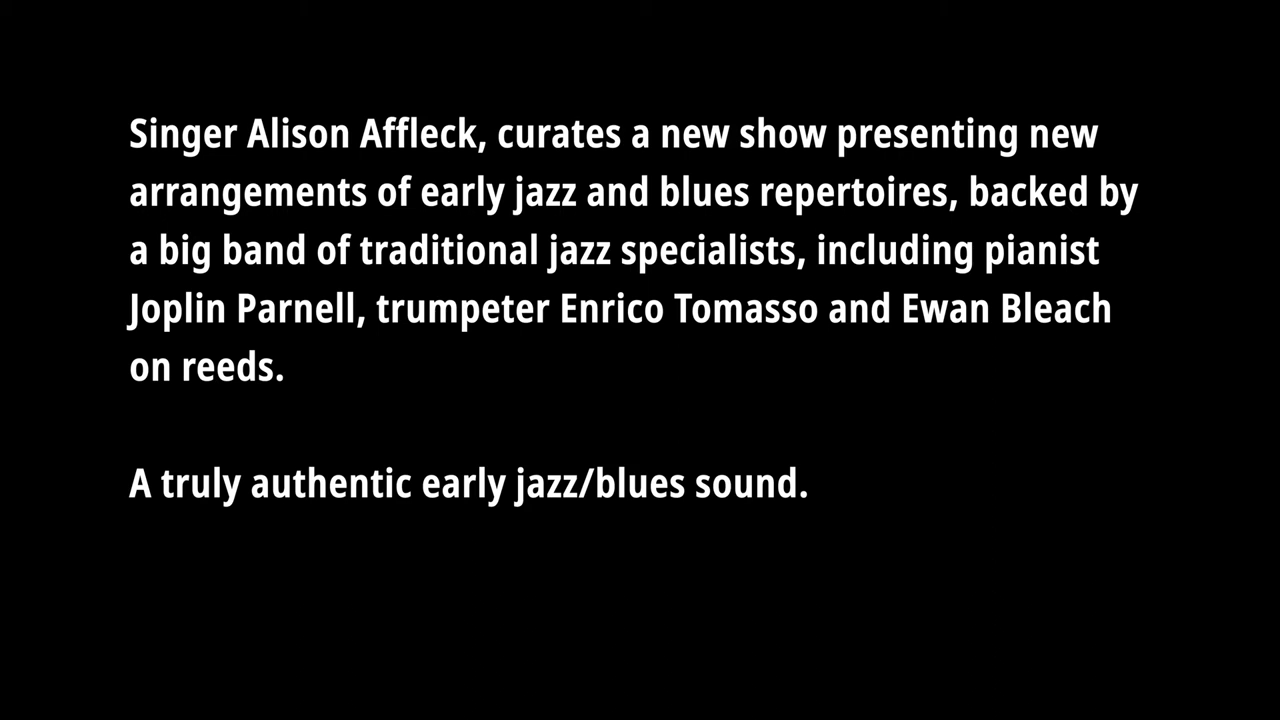 Singer Alison Affleck, curates a new show presenting new
arrangements of early jazz and blues repertoires, backed by
a big band of traditional jazz specialists, including pianist
Joplin Parnell, trumpeter Enrico Tomasso and Ewan Bleach
on reeds.
A truly authentic early jazz/blues sound.